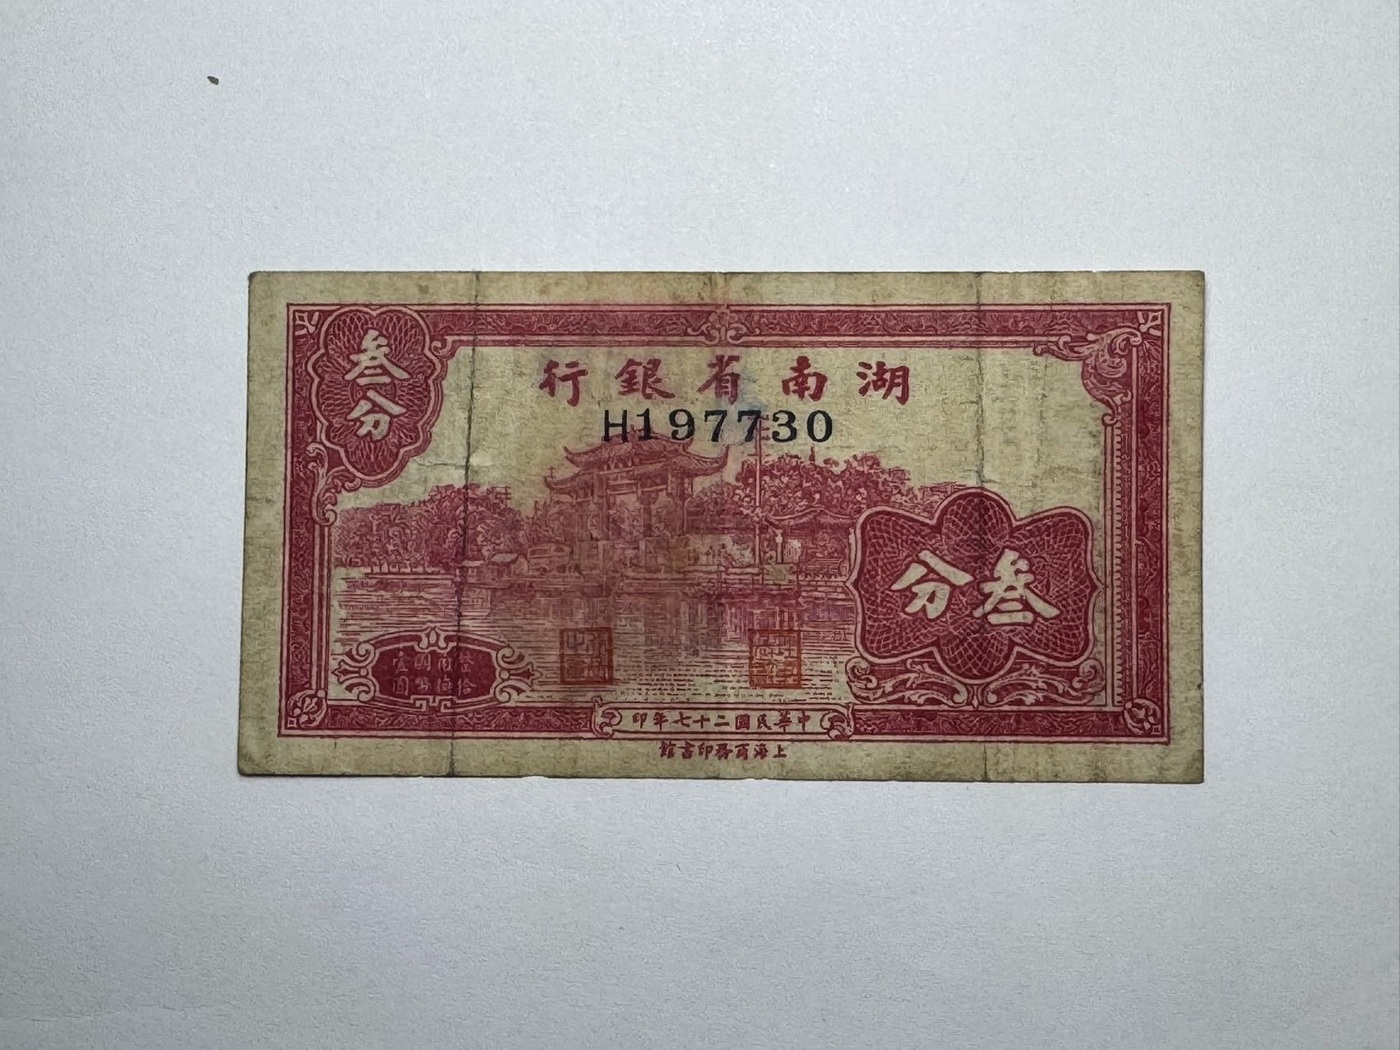 叁分
湖南省銀行
H197730
叁分
中華民國二十七年印
上海商務印書館